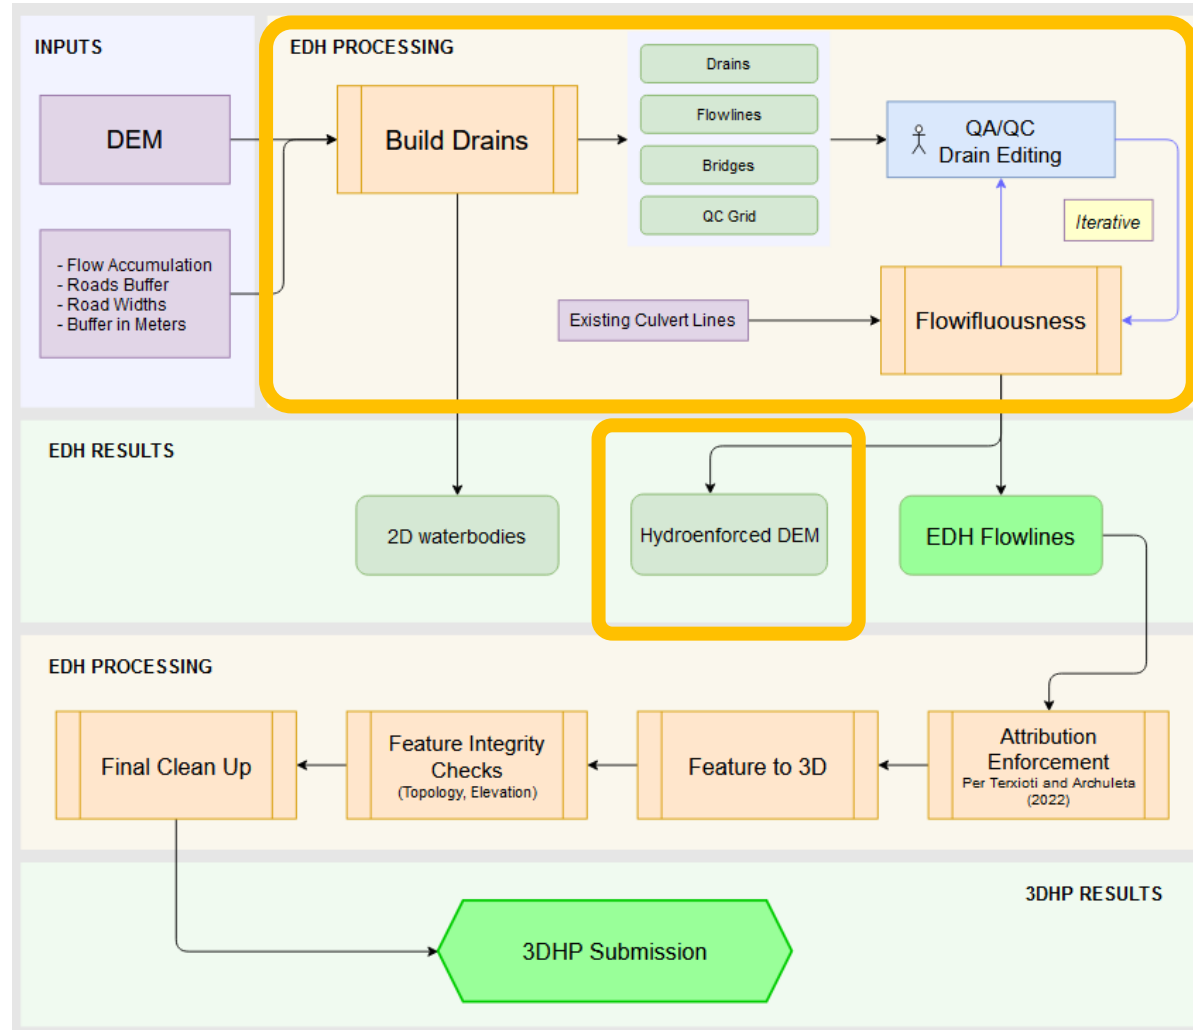 INPUTS
DEM
- Flow Accumulation
- Roads Buffer
- Road Widths
- Buffer in Meters
EDH PROCESSING
Build Drains
Drains
Flowlines
Bridges
QC Grid
QA/QC
Drain Editing
Iterative
Existing Culvert Lines
Flowifluousness
EDH RESULTS
2D waterbodies
Hydroenforced DEM
EDH Flowlines
EDH PROCESSING
Final Clean Up
Feature Integrity
Checks
(Topology, Elevation)
Feature to 3D
Attribution
Enforcement
Per Terxioti and Archuleta
(2022)
3DHP RESULTS
3DHP Submission